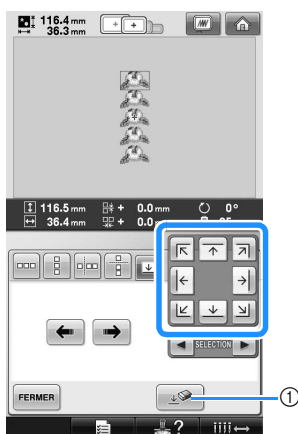 116.4 mm
36.3 mm
116.5 mm + 0.0 mm 0°
36.4 mm + 0.0
SELECTION
FERMER
?
1